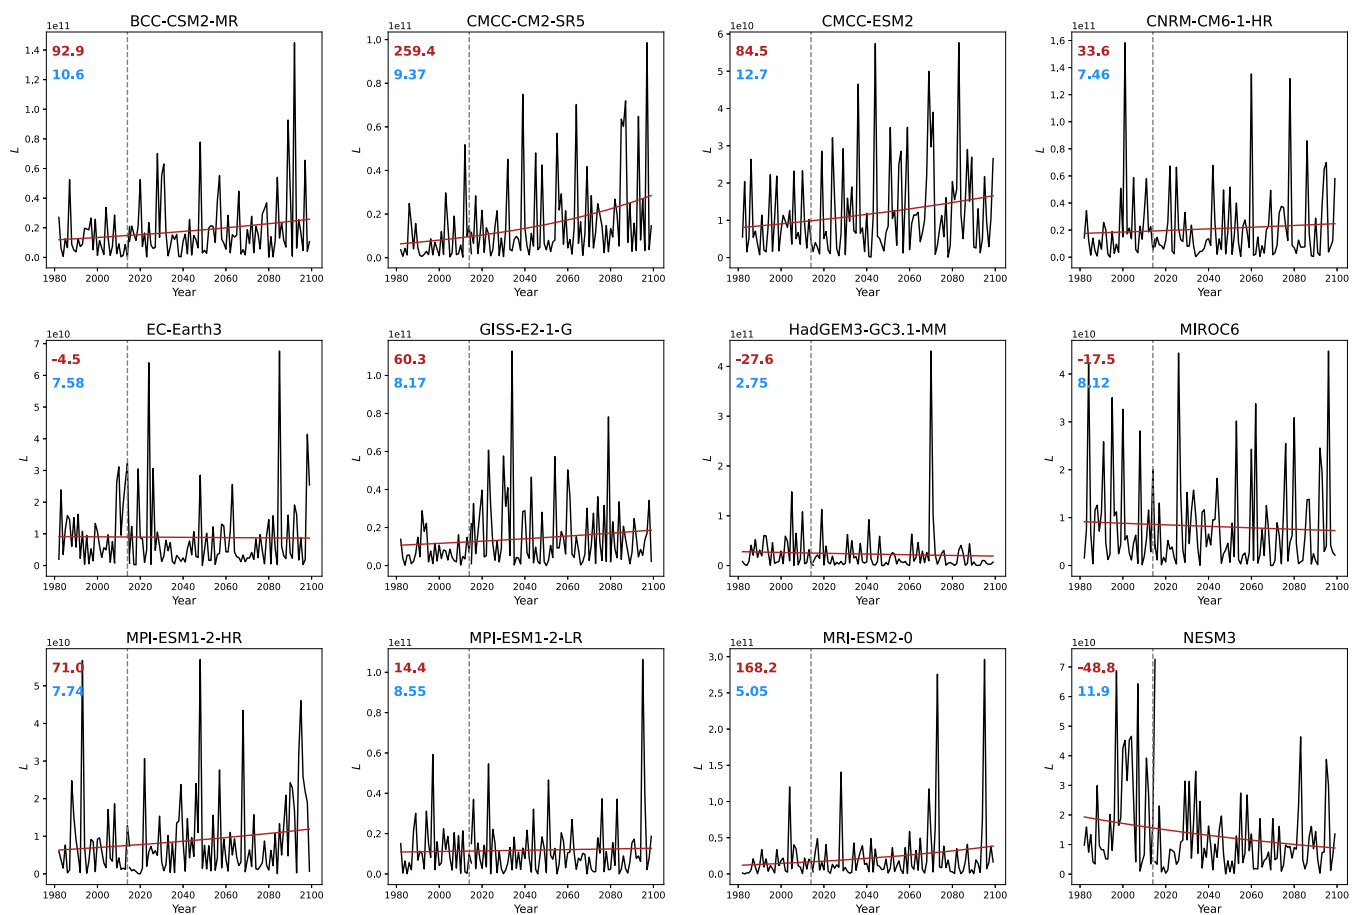 BCC-CSM2-MR
1e11
92.9
10.6
1.4
1.2
1.0
0.8
0.6
0.4
0.2
0.0
L
1980 2000 2020 2040 2060 2080 2100
Year
CMCC-CM2-SR5
1e11
259.4
9.37
1.0
0.8
0.6
0.4
0.2
0.0
L
1980 2000 2020 2040 2060 2080 2100
Year
CMCC-ESM2
1e10
84.5
12.7
6
5
4
3
2
1
0
L
1980 2000 2020 2040 2060 2080 2100
Year
CNRM-CM6-1-HR
1e11
33.6
7.46
1.6
1.4
1.2
1.0
0.8
0.6
0.4
0.2
0.0
L
1980 2000 2020 2040 2060 2080 2100
Year
EC-Earth3
1e10
-4.5
7.58
7
6
5
4
3
2
1
0
L
1980 2000 2020 2040 2060 2080 2100
Year
GISS-E2-1-G
1e11
60.3
8.17
1.0
0.8
0.6
0.4
0.2
0.0
L
1980 2000 2020 2040 2060 2080 2100
Year
HadGEM3-GC3.1-MM
1e11
-27.6
2.75
4
3
2
1
0
L
1980 2000 2020 2040 2060 2080 2100
Year
MIROC6
1e10
-17.5
8.12
4
3
2
1
0
L
1980 2000 2020 2040 2060 2080 2100
Year
MPI-ESM1-2-HR
1e10
71.0
7.74
5
4
3
2
1
0
L
1980 2000 2020 2040 2060 2080 2100
Year
MPI-ESM1-2-LR
1e11
14.4
8.55
1.0
0.8
0.6
0.4
0.2
0.0
L
1980 2000 2020 2040 2060 2080 2100
Year
MRI-ESM2-0
1e11
168.2
5.05
3.0
2.5
2.0
1.5
1.0
0.5
0.0
L
1980 2000 2020 2040 2060 2080 2100
Year
NESM3
1e10
-48.8
11.9
7
6
5
4
3
2
1
0
L
1980 2000 2020 2040 2060 2080 2100
Year